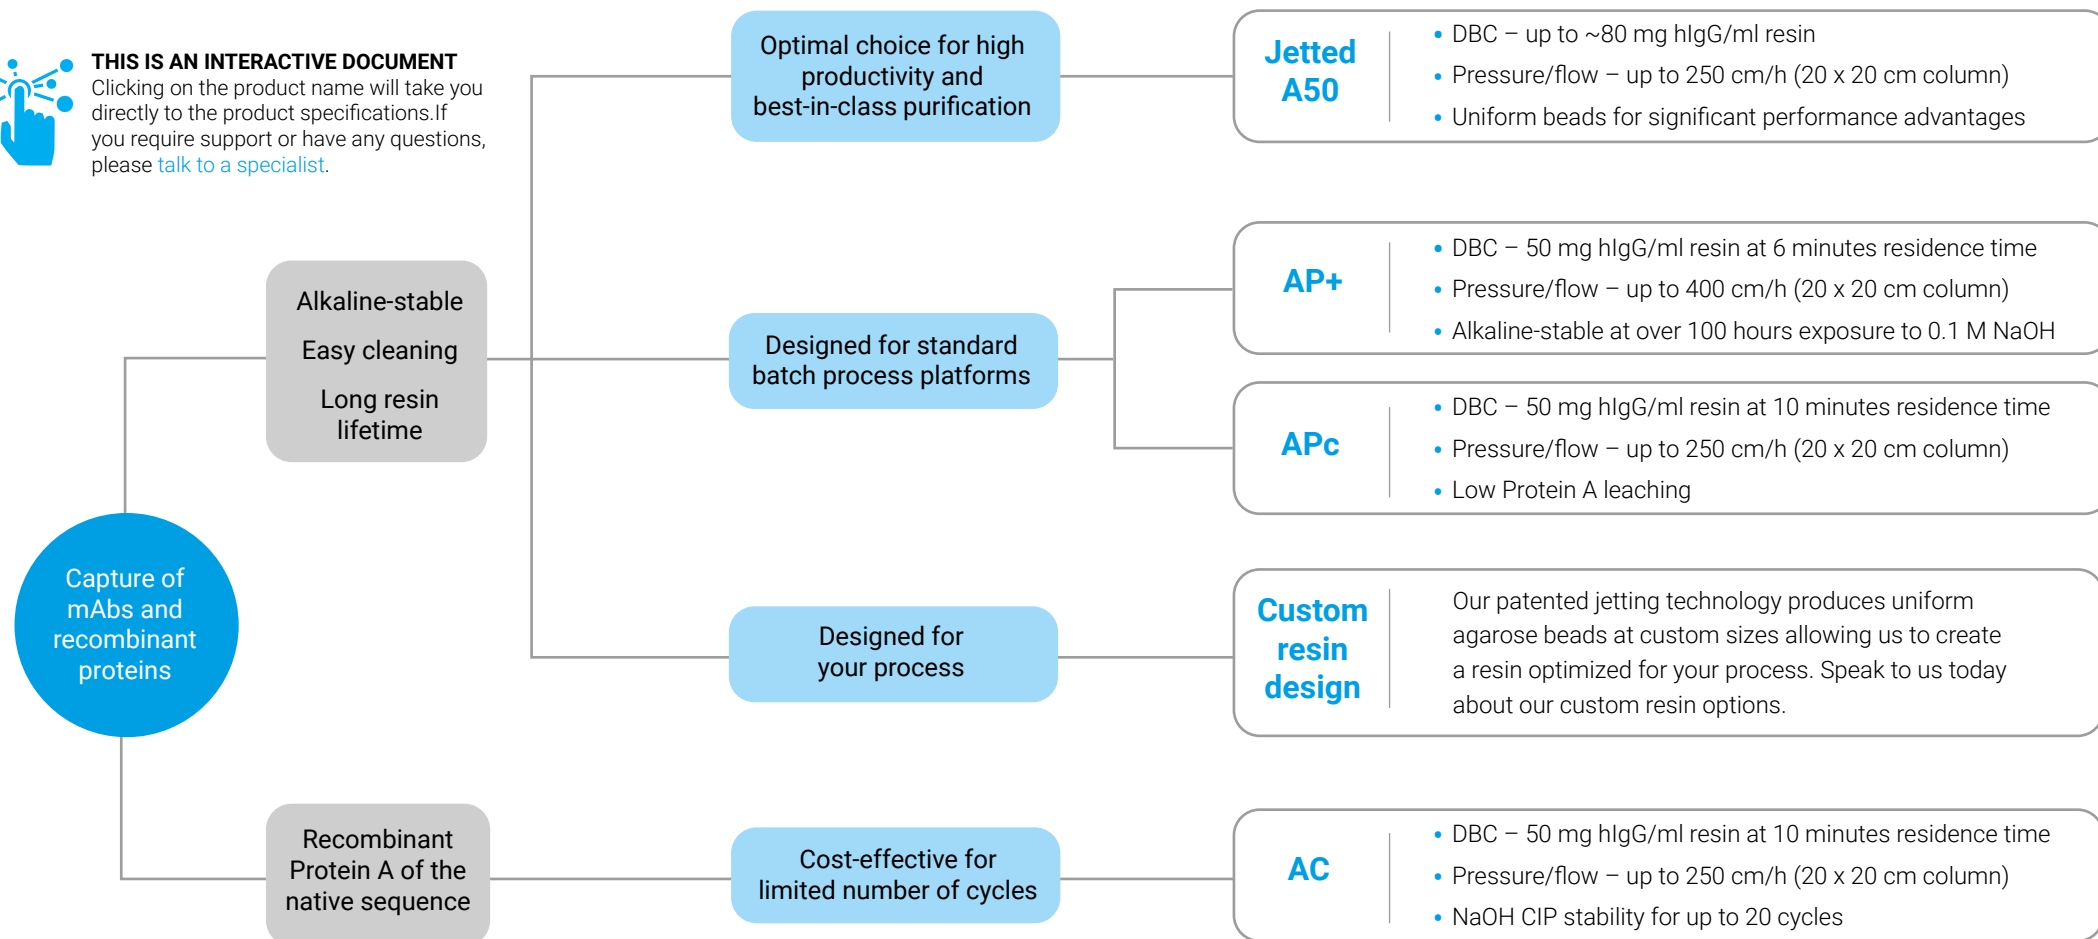 THIS IS AN INTERACTIVE DOCUMENT
Clicking on the product name will take you
directly to the product specifications.If
you require support or have any questions,
please talk to a specialist.
Capture of
mAbs and
recombinant
proteins
Alkaline-stable
Easy cleaning
Long resin
lifetime
Optimal choice for high
productivity and
best-in-class purification
Jetted
A50
• DBC – up to ~80 mg hIgG/ml resin
• Pressure/flow – up to 250 cm/h (20 x 20 cm column)
• Uniform beads for significant performance advantages
Designed for standard
batch process platforms
AP+
• DBC – 50 mg hIgG/ml resin at 6 minutes residence time
• Pressure/flow – up to 400 cm/h (20 x 20 cm column)
• Alkaline-stable at over 100 hours exposure to 0.1 M NaOH
APc
• DBC – 50 mg hIgG/ml resin at 10 minutes residence time
• Pressure/flow – up to 250 cm/h (20 x 20 cm column)
• Low Protein A leaching
Designed for
your process
Custom
resin
design
Our patented jetting technology produces uniform
agarose beads at custom sizes allowing us to create
a resin optimized for your process. Speak to us today
about our custom resin options.
Recombinant
Protein A of the
native sequence
Cost-effective for
limited number of cycles
AC
• DBC – 50 mg hIgG/ml resin at 10 minutes residence time
• Pressure/flow – up to 250 cm/h (20 x 20 cm column)
• NaOH CIP stability for up to 20 cycles